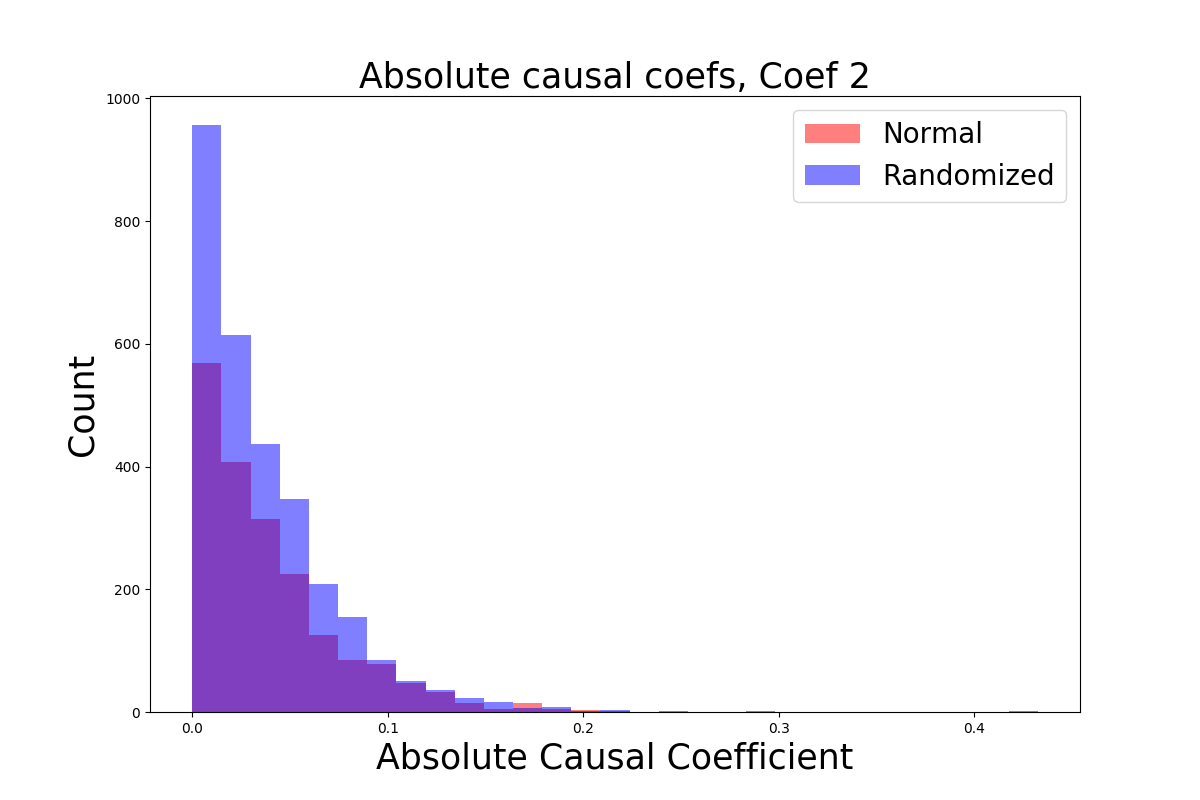 Absolute causal coefs, Coef 2
Normal
Randomized
Count
1000
800
600
400
200
0
0.0 0.1 0.2 0.3 0.4
Absolute Causal Coefficient